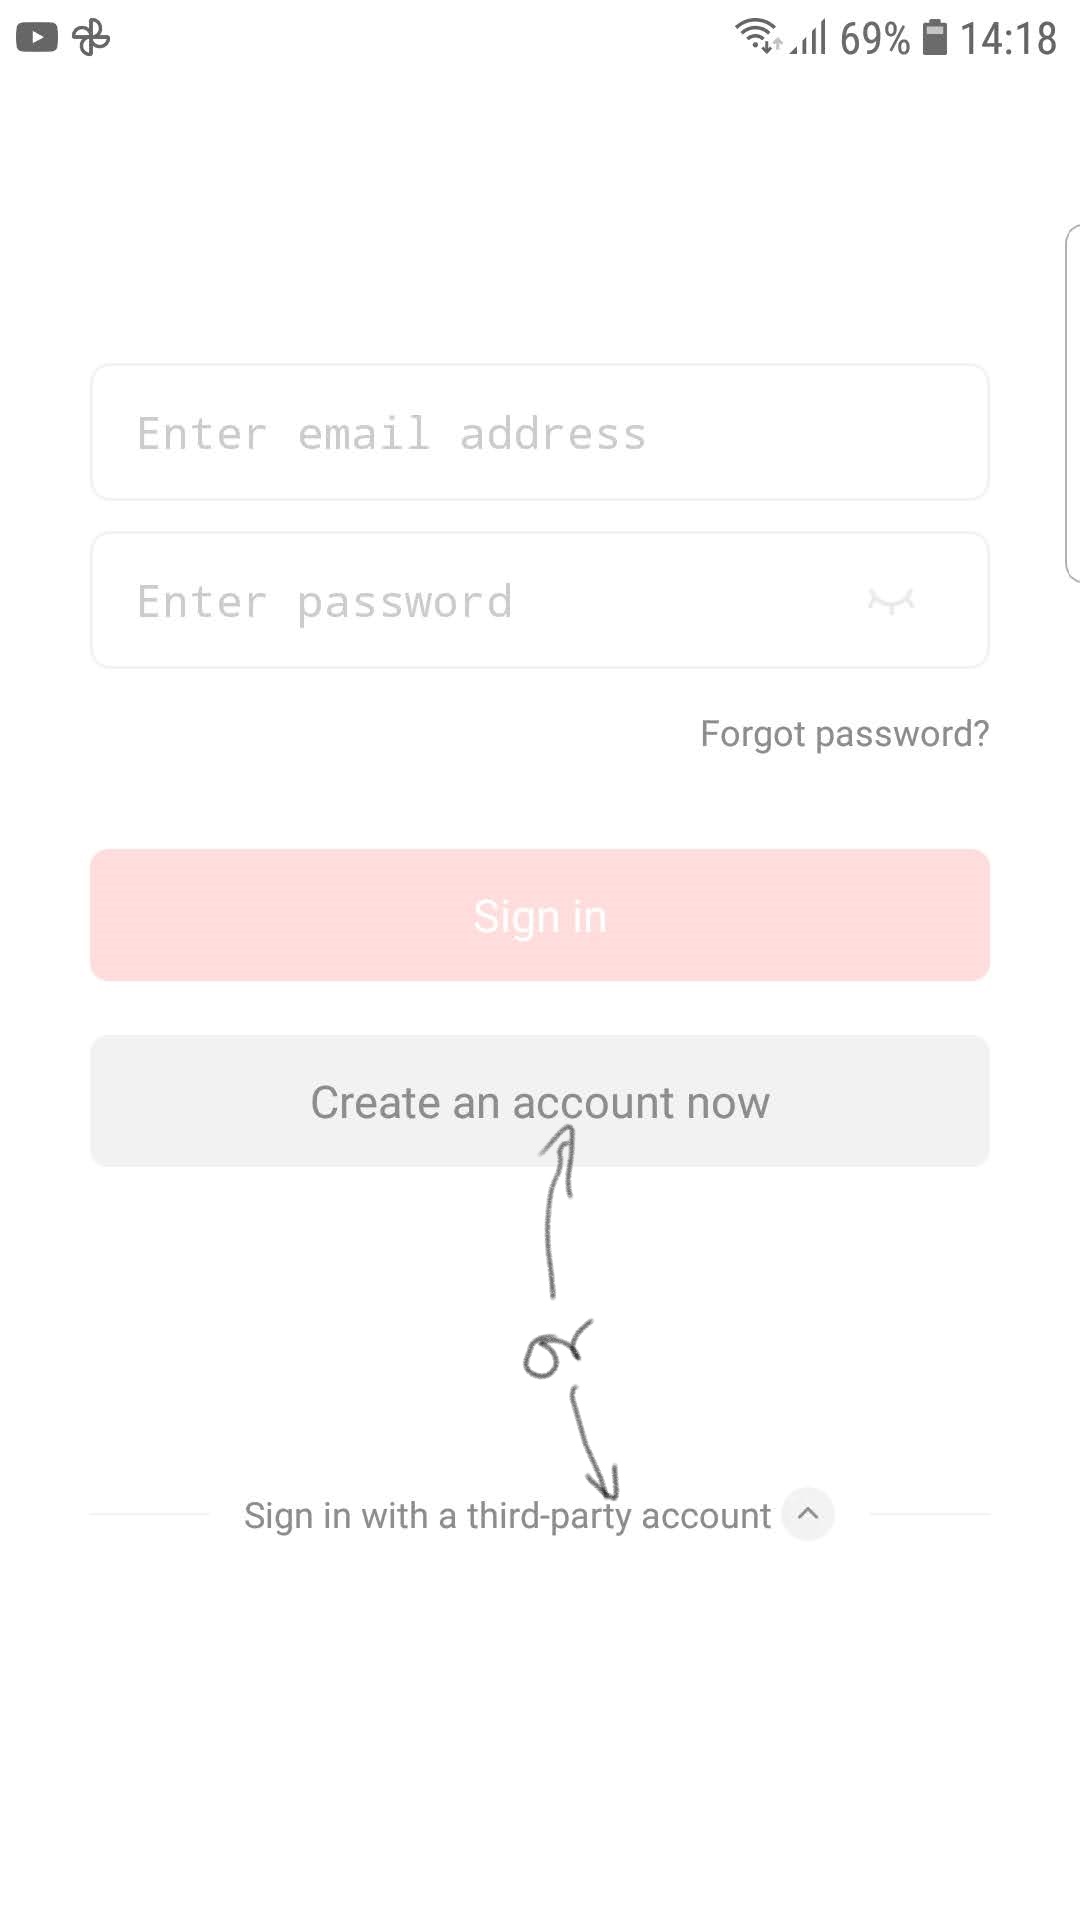 69% 14:18
Enter email address
Enter password
Forgot password?
Sign in
Create an account now
or
Sign in with a third-party account